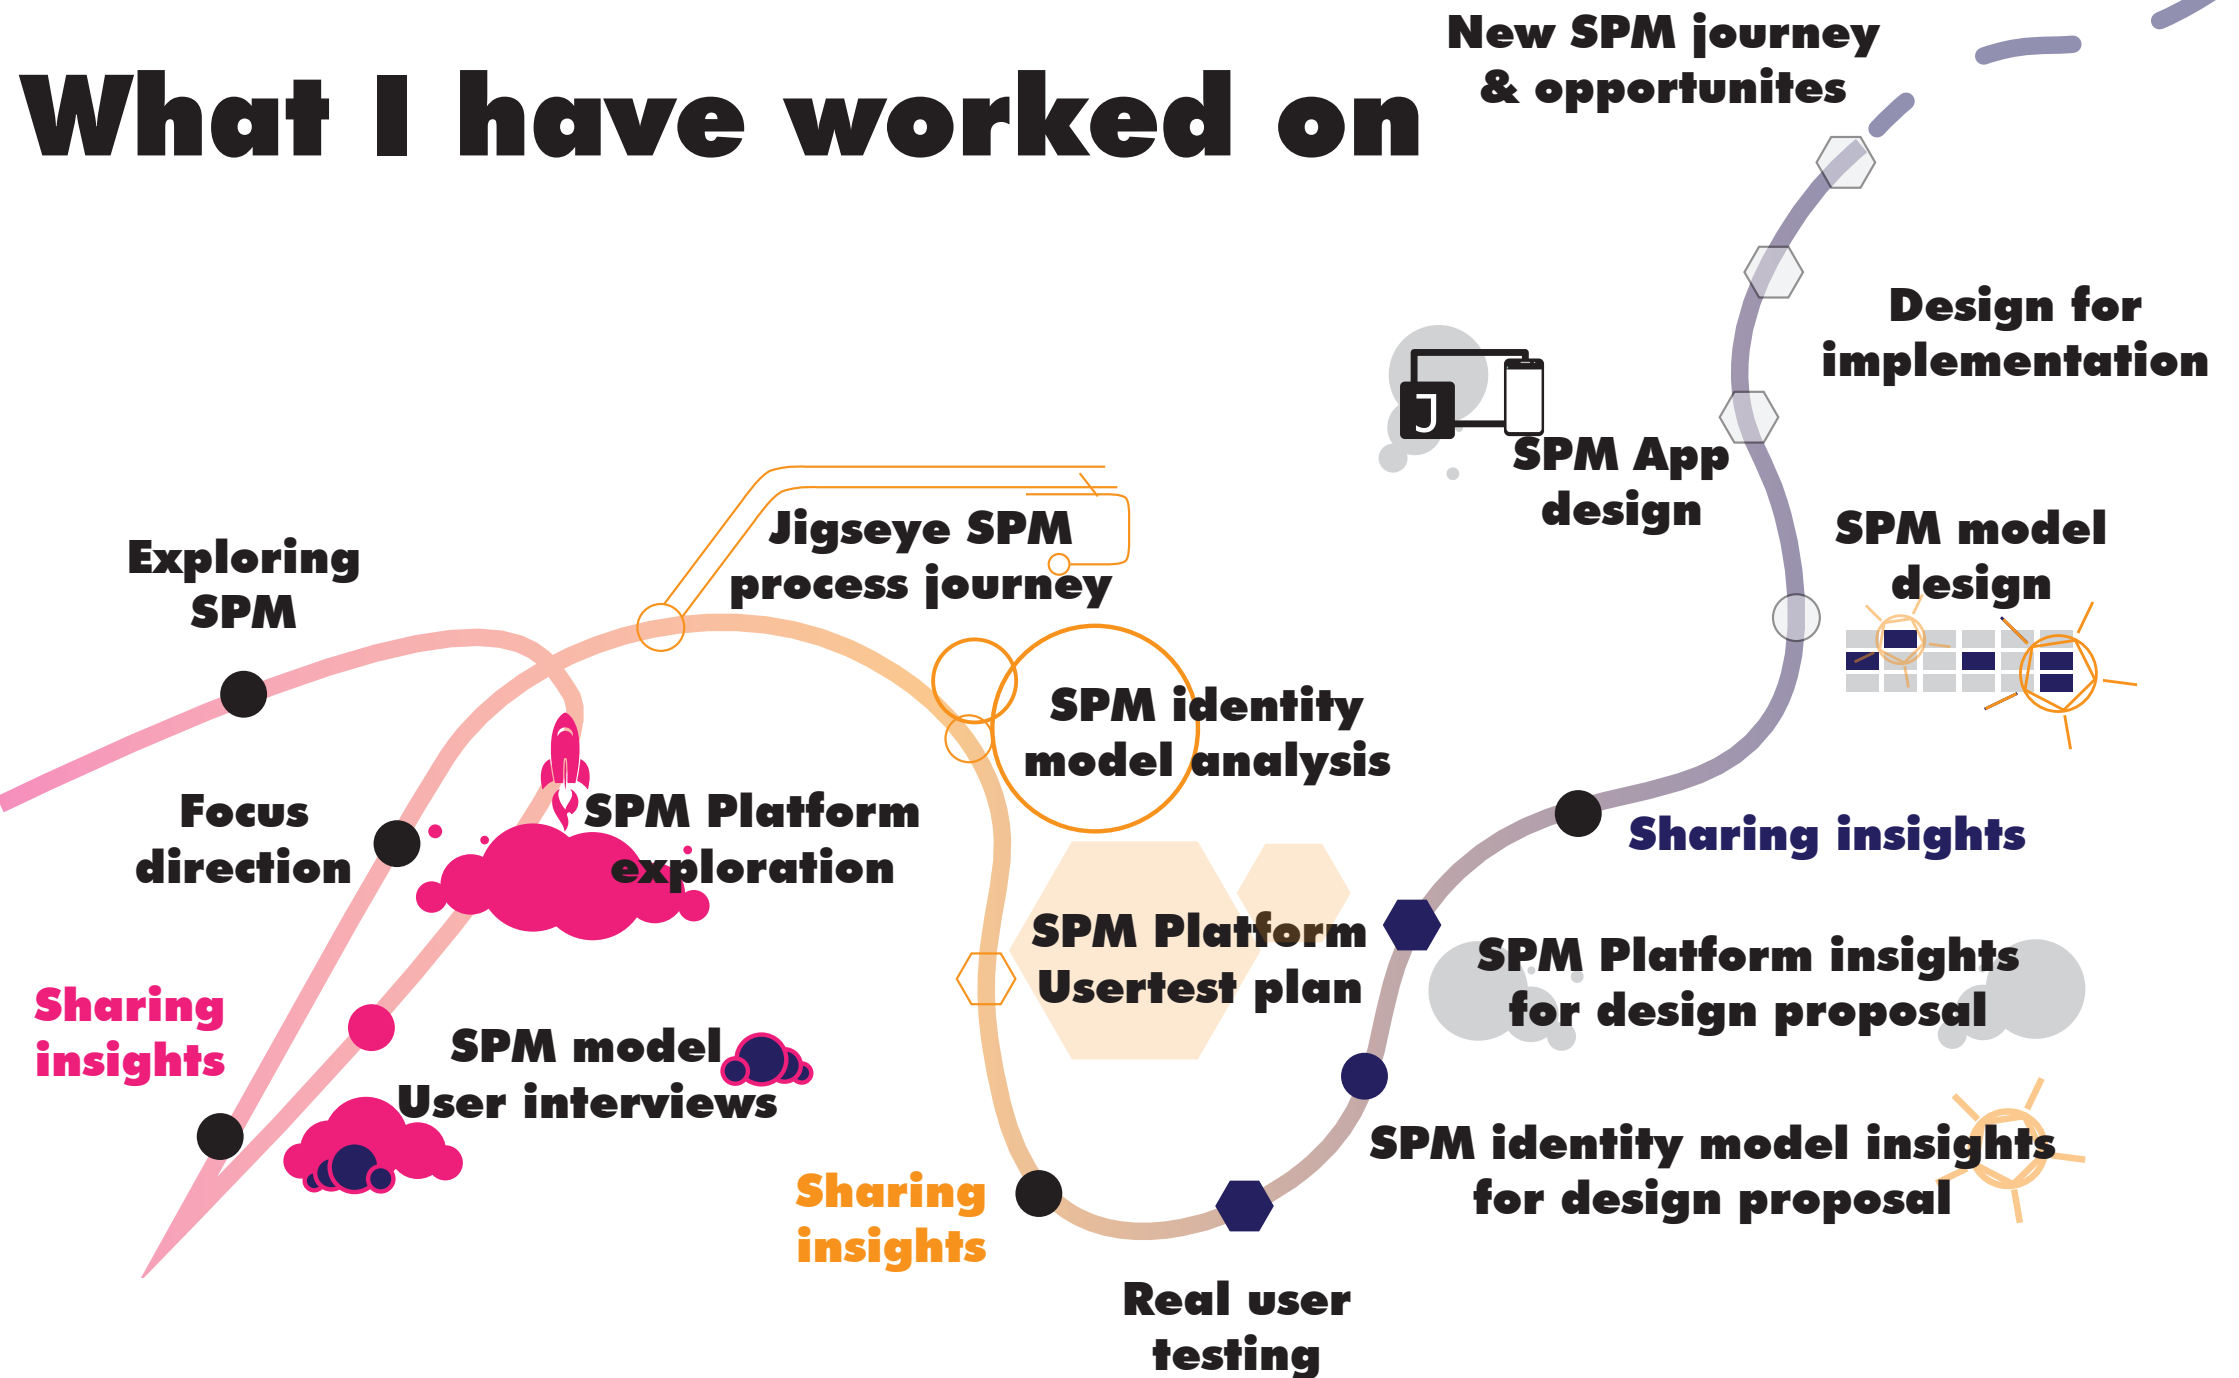 What I have worked on
New SPM journey
& opportunites
Design for
implementation
J
SPM App
design
SPM model
design
Jigseye SPM
process journey
Exploring
SPM
SPM identity
model analysis
Focus
direction
SPM Platform
exploration
Sharing insights
SPM Platform
Usertest plan
SPM Platform insights
for design proposal
Sharing
insights
SPM model
User interviews
SPM identity model insights
for design proposal
Sharing
insights
Real user
testing